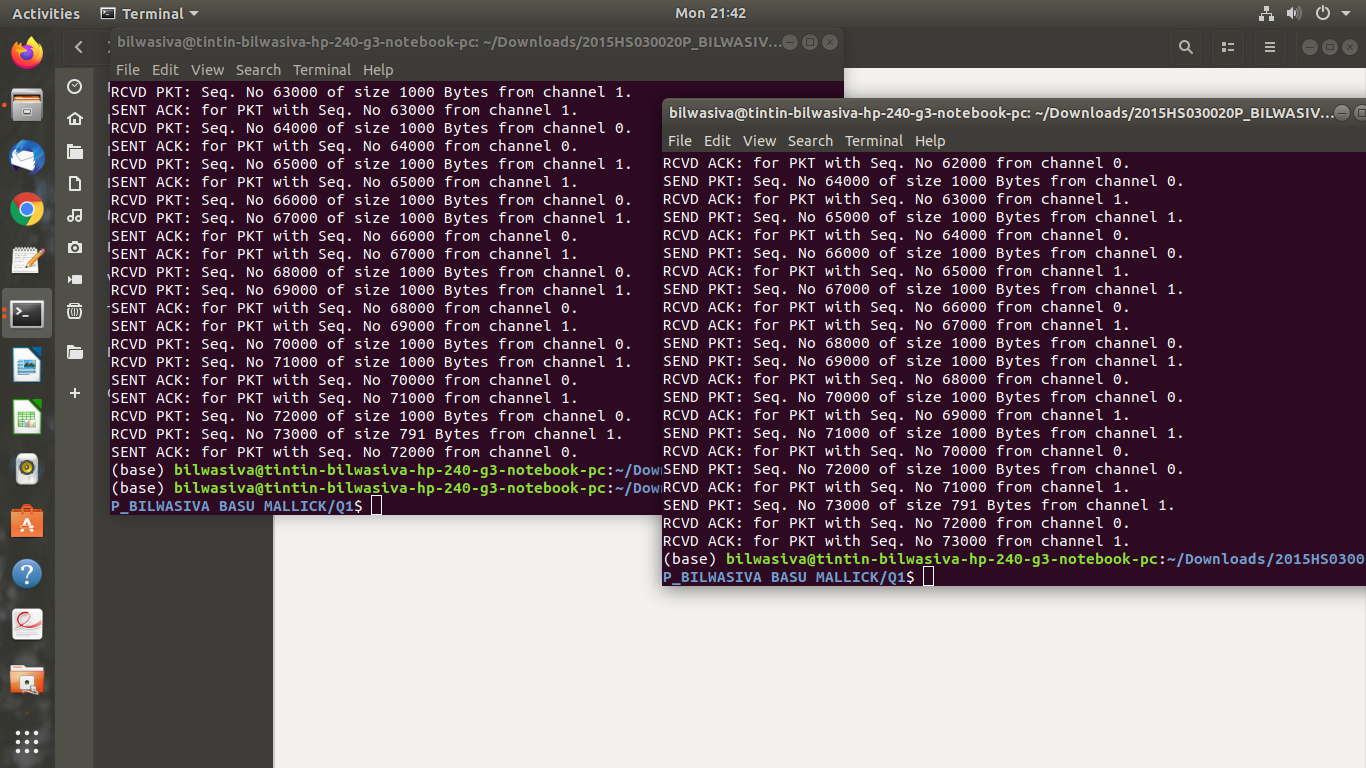 Activities
Terminal
Mon 21:42
bilwasiva@tintin-bilwasiva-hp-240-g3-notebook-pc: ~/Downloads/2015HS030020P_BILWASIV...
File Edit View Search Terminal Help
RCVD PKT: Seq. No 63000 of size 1000 Bytes from channel 1.
SENT ACK: for PKT with Seq. No 63000 from channel 1.
RCVD PKT: Seq. No 64000 of size 1000 Bytes from channel 0.
SENT ACK: for PKT with Seq. No 64000 from channel 0.
RCVD PKT: Seq. No 65000 of size 1000 Bytes from channel 1.
SENT ACK: for PKT with Seq. No 65000 from channel 1.
RCVD PKT: Seq. No 66000 of size 1000 Bytes from channel 0.
RCVD PKT: Seq. No 67000 of size 1000 Bytes from channel 1.
SENT ACK: for PKT with Seq. No 66000 from channel 0.
SENT ACK: for PKT with Seq. No 67000 from channel 1.
RCVD PKT: Seq. No 68000 of size 1000 Bytes from channel 0.
RCVD PKT: Seq. No 69000 of size 1000 Bytes from channel 1.
SENT ACK: for PKT with Seq. No 68000 from channel 0.
SENT ACK: for PKT with Seq. No 69000 from channel 1.
RCVD PKT: Seq. No 70000 of size 1000 Bytes from channel 0.
RCVD PKT: Seq. No 71000 of size 1000 Bytes from channel 1.
SENT ACK: for PKT with Seq. No 70000 from channel 0.
SENT ACK: for PKT with Seq. No 71000 from channel 1.
RCVD PKT: Seq. No 72000 of size 1000 Bytes from channel 0.
RCVD PKT: Seq. No 73000 of size 791 Bytes from channel 1.
SENT ACK: for PKT with Seq. No 72000 from channel 0.
(base) bilwasiva@tintin-bilwasiva-hp-240-g3-notebook-pc:~/Dow
(base) bilwasiva@tintin-bilwasiva-hp-240-g3-notebook-pc:~/Dow
P_BILWASIVA BASU MALLICK/Q1$
bilwasiva@tintin-bilwasiva-hp-240-g3-notebook-pc: ~/Downloads/2015HS030020P_BILWASIV...
File Edit View Search Terminal Help
RCVD ACK: for PKT with Seq. No 62000 from channel 0.
SEND PKT: Seq. No 64000 of size 1000 Bytes from channel 0.
RCVD ACK: for PKT with Seq. No 63000 from channel 1.
SEND PKT: Seq. No 65000 of size 1000 Bytes from channel 1.
RCVD ACK: for PKT with Seq. No 64000 from channel 0.
SEND PKT: Seq. No 66000 of size 1000 Bytes from channel 0.
RCVD ACK: for PKT with Seq. No 65000 from channel 1.
SEND PKT: Seq. No 67000 of size 1000 Bytes from channel 1.
RCVD ACK: for PKT with Seq. No 66000 from channel 0.
RCVD ACK: for PKT with Seq. No 67000 from channel 1.
SEND PKT: Seq. No 68000 of size 1000 Bytes from channel 0.
SEND PKT: Seq. No 69000 of size 1000 Bytes from channel 1.
RCVD ACK: for PKT with Seq. No 68000 from channel 0.
SEND PKT: Seq. No 70000 of size 1000 Bytes from channel 0.
RCVD ACK: for PKT with Seq. No 69000 from channel 1.
SEND PKT: Seq. No 71000 of size 1000 Bytes from channel 1.
RCVD ACK: for PKT with Seq. No 70000 from channel 0.
SEND PKT: Seq. No 72000 of size 1000 Bytes from channel 0.
RCVD ACK: for PKT with Seq. No 71000 from channel 1.
SEND PKT: Seq. No 73000 of size 791 Bytes from channel 1.
RCVD ACK: for PKT with Seq. No 72000 from channel 0.
RCVD ACK: for PKT with Seq. No 73000 from channel 1.
(base) bilwasiva@tintin-bilwasiva-hp-240-g3-notebook-pc:~/Downloads/2015HS0300
P_BILWASIVA BASU MALLICK/Q1$